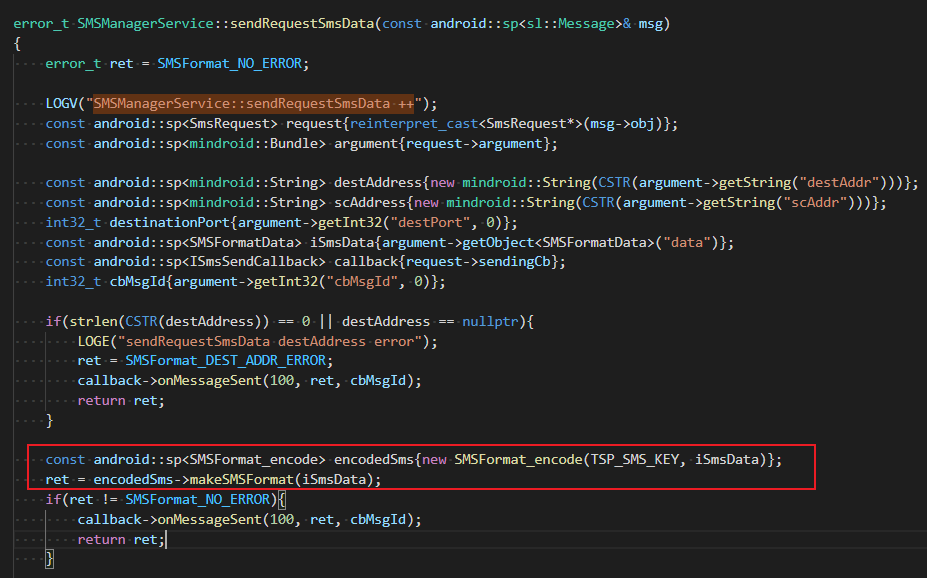 error_t SMSManagerService::sendRequestSmsData(const android::sp<sl::Message>& msg)
{
    error_t ret = SMSFormat_NO_ERROR;

    LOGV("SMSManagerService::sendRequestSmsData ++");
    const android::sp<SmsRequest> request{reinterpret_cast<SmsRequest*>(msg->obj)};
    const android::sp<mindroid::Bundle> argument{request->argument};

    const android::sp<mindroid::String> destAddress{new mindroid::String(CSTR(argument->getString("destAddr")))};
    const android::sp<mindroid::String> scAddress{new mindroid::String(CSTR(argument->getString("scAddr")))};
    int32_t destinationPort{argument->getInt32("destPort", 0)};
    const android::sp<SMSFormatData> iSmsData{argument->getObject<SMSFormatData>("data")};
    const android::sp<ISmsSendCallback> callback{request->sendingCb};
    int32_t cbMsgId{argument->getInt32("cbMsgId", 0)};

    if(strlen(CSTR(destAddress)) == 0 || destAddress == nullptr){
        LOGE("sendRequestSmsData destAddress error");
        ret = SMSFormat_DEST_ADDR_ERROR;
        callback->onMessageSent(100, ret, cbMsgId);
        return ret;
    }

    const android::sp<SMSFormat_encode> encodedSms{new SMSFormat_encode(TSP_SMS_KEY, iSmsData)};
    ret = encodedSms->makeSMSFormat(iSmsData);
    if(ret != SMSFormat_NO_ERROR){
        callback->onMessageSent(100, ret, cbMsgId);
        return ret;
    }